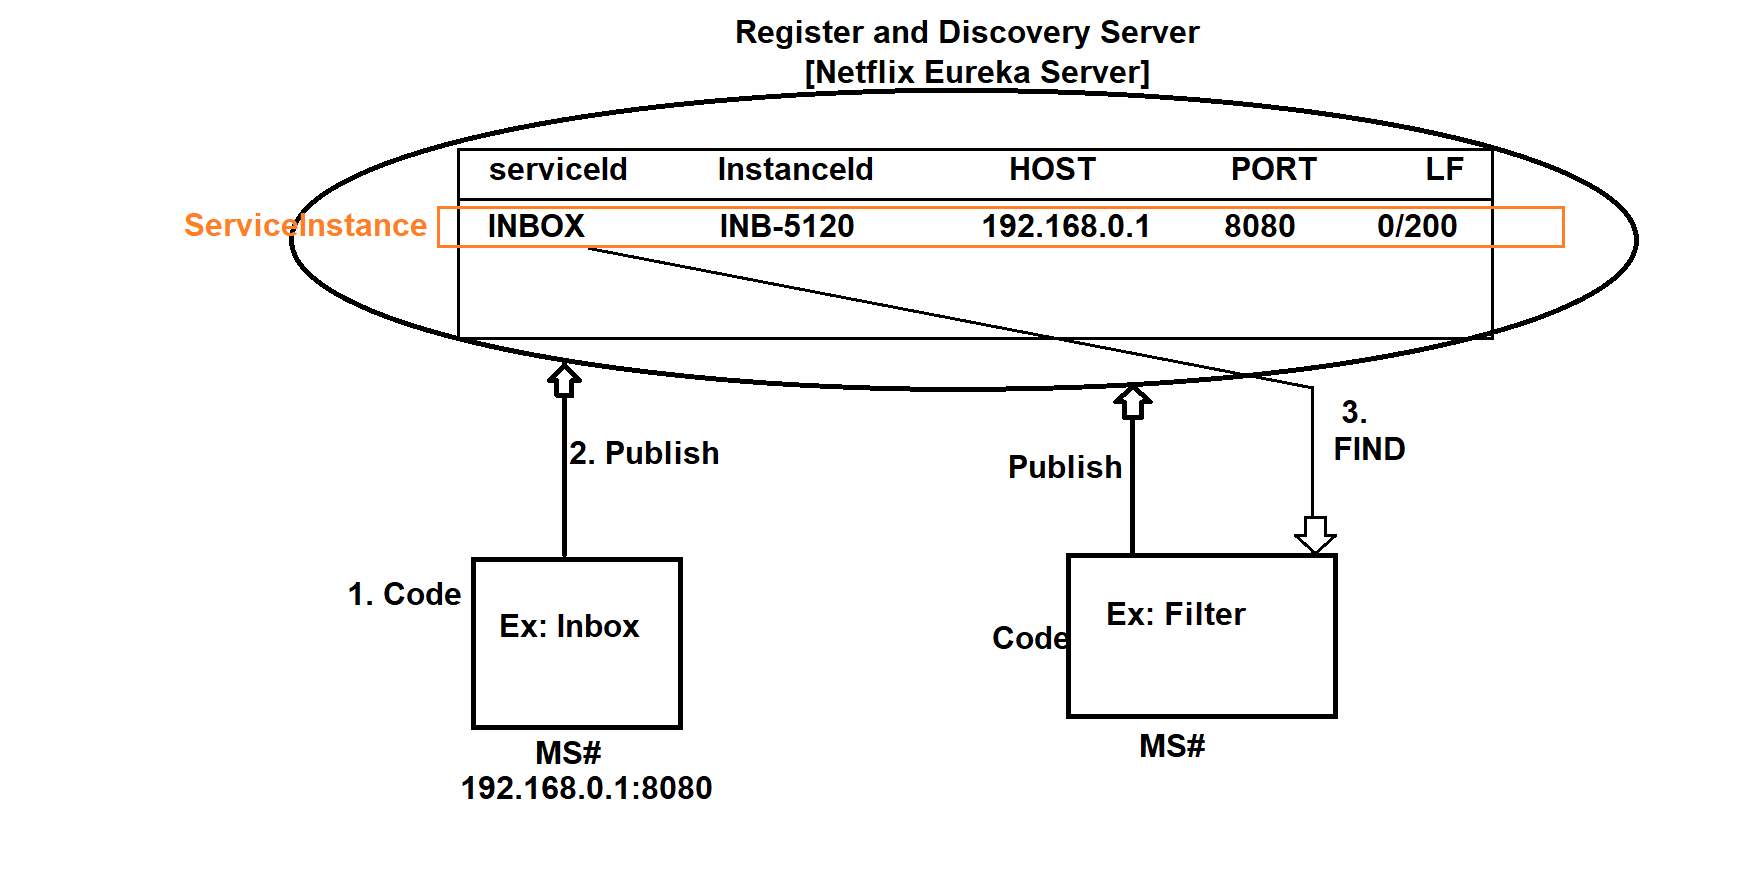 Register and Discovery Server
[Netflix Eureka Server]
serviceId InstanceId HOST PORT LF
ServiceInstance INBOX INB-5120 192.168.0.1 8080 0/200
3.
FIND
2. Publish
Publish
1. Code
Ex: Inbox
Ex: Filter
Code
MS#
192.168.0.1:8080
MS#